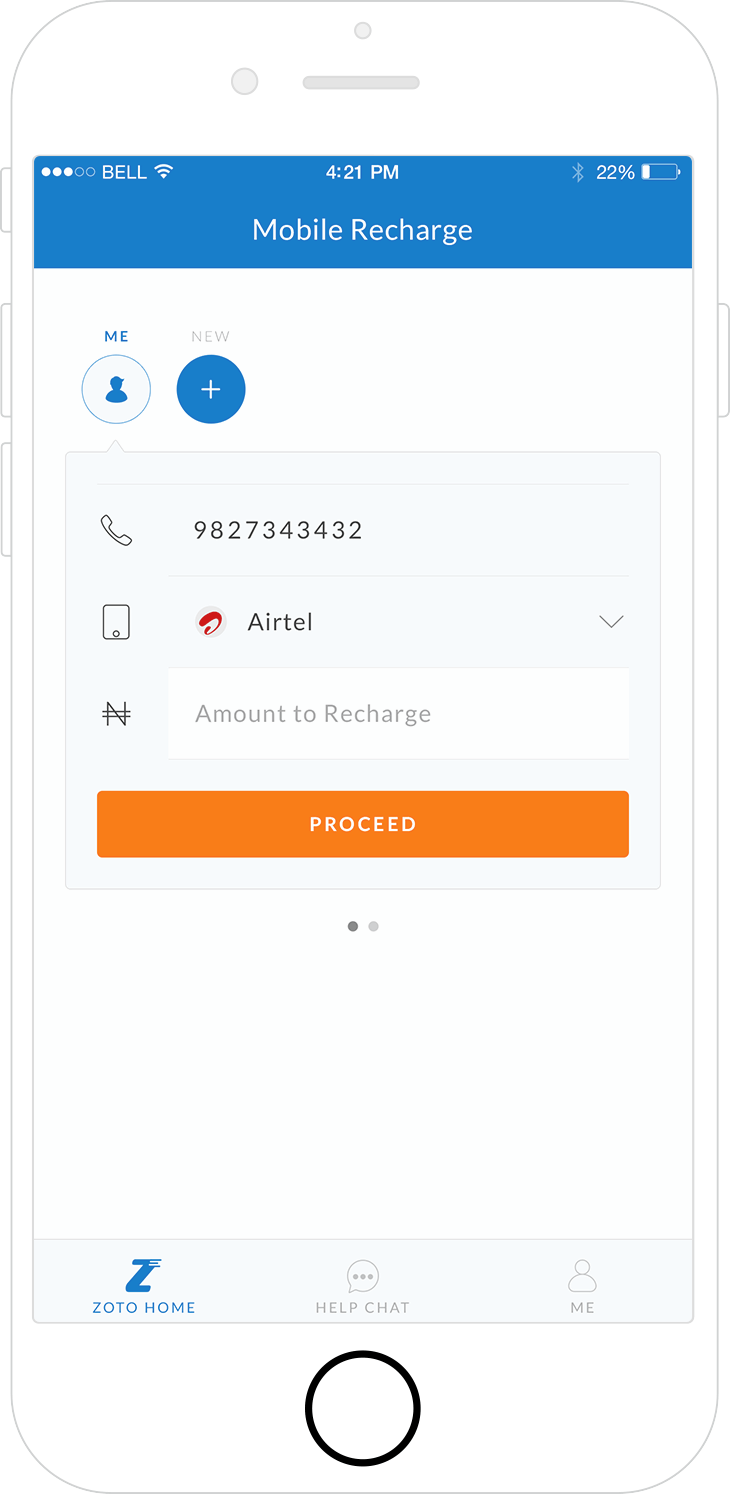 BELL 4:21 PM 22%
Mobile Recharge
ME NEW
9827343432
Airtel
₦ Amount to Recharge
PROCEED
ZOTO HOME HELP CHAT ME